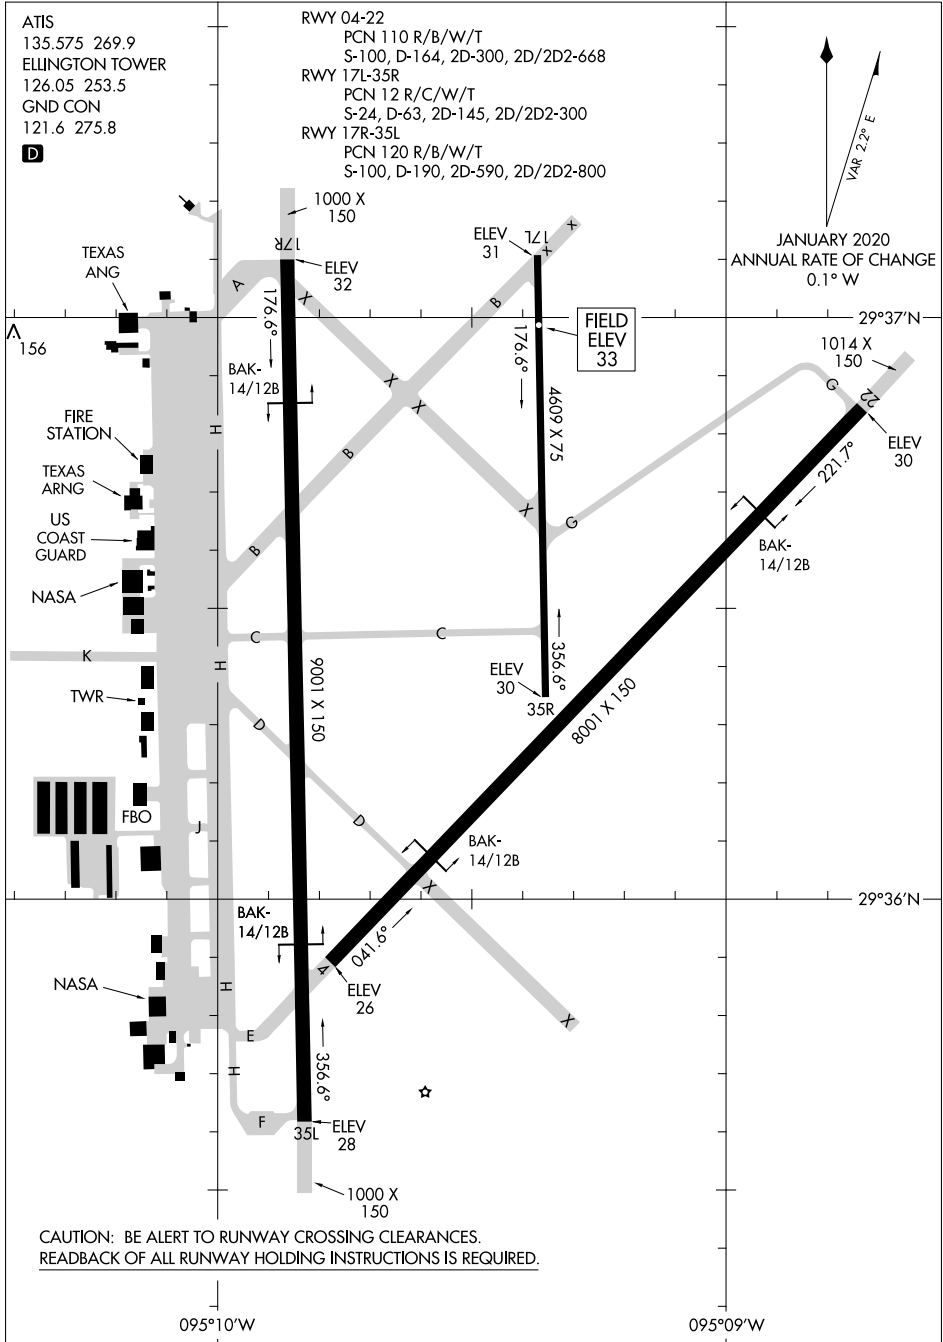 ATIS
135.575 269.9
ELLINGTON TOWER
126.05 253.5
GND CON
121.6 275.8
D
RWY 04-22
PCN 110 R/B/W/T
S-100, D-164, 2D-300, 2D/2D2-668
RWY 17L-35R
PCN 12 R/C/W/T
S-24, D-63, 2D-145, 2D/2D2-300
RWY 17R-35L
PCN 120 R/B/W/T
S-100, D-190, 2D-590, 2D/2D2-800
VAR 2.2° E
JANUARY 2020
ANNUAL RATE OF CHANGE
0.1° W
1000 X
150
17R
ELEV
32
ELEV
31
17L
X
X
TEXAS
ANG
A
176.6°
X
B
FIELD
ELEV
33
29°37'N
156
BAK-
14/12B
176.6°
1014 X
150
X
X
G
22
ELEV
30
4609 X 75
221.7°
FIRE
STATION
H
B
TEXAS
ARNG
X
G
US
COAST
GUARD
B
BAK-
14/12B
NASA
C
C
K
H
9001 X 150
356.6°
ELEV
30
35R
TWR
D
8001 X 150
FBO
J
D
BAK-
14/12B
X
29°36'N
BAK-
14/12B
041.6°
4
ELEV
26
NASA
H
E
X
H
356.6°
F
35L
ELEV
28
1000 X
150
CAUTION: BE ALERT TO RUNWAY CROSSING CLEARANCES.
READBACK OF ALL RUNWAY HOLDING INSTRUCTIONS IS REQUIRED.
095°10'W
095°09'W